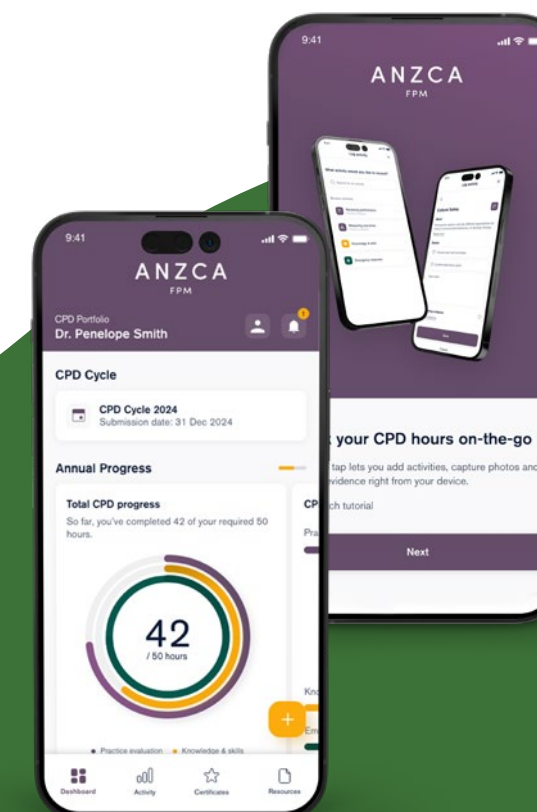 9:41
ANZCA
FPM
your CPD hours on-the-go
tap lets you add activities, capture photos and
evidence right from your device.
tutorial
Next
9:41
ANZCA
FPM
CPD Portfolio
Dr. Penelope Smith
CPD Cycle
CPD Cycle 2024
Submission date: 31 Dec 2024
Annual Progress
Total CPD progress
So far, you've completed 42 of your required 50
hours.
42
/ 50 hours
Practice evaluation
Knowledge & skills
Dashboard
Activity
Certificates
Resources